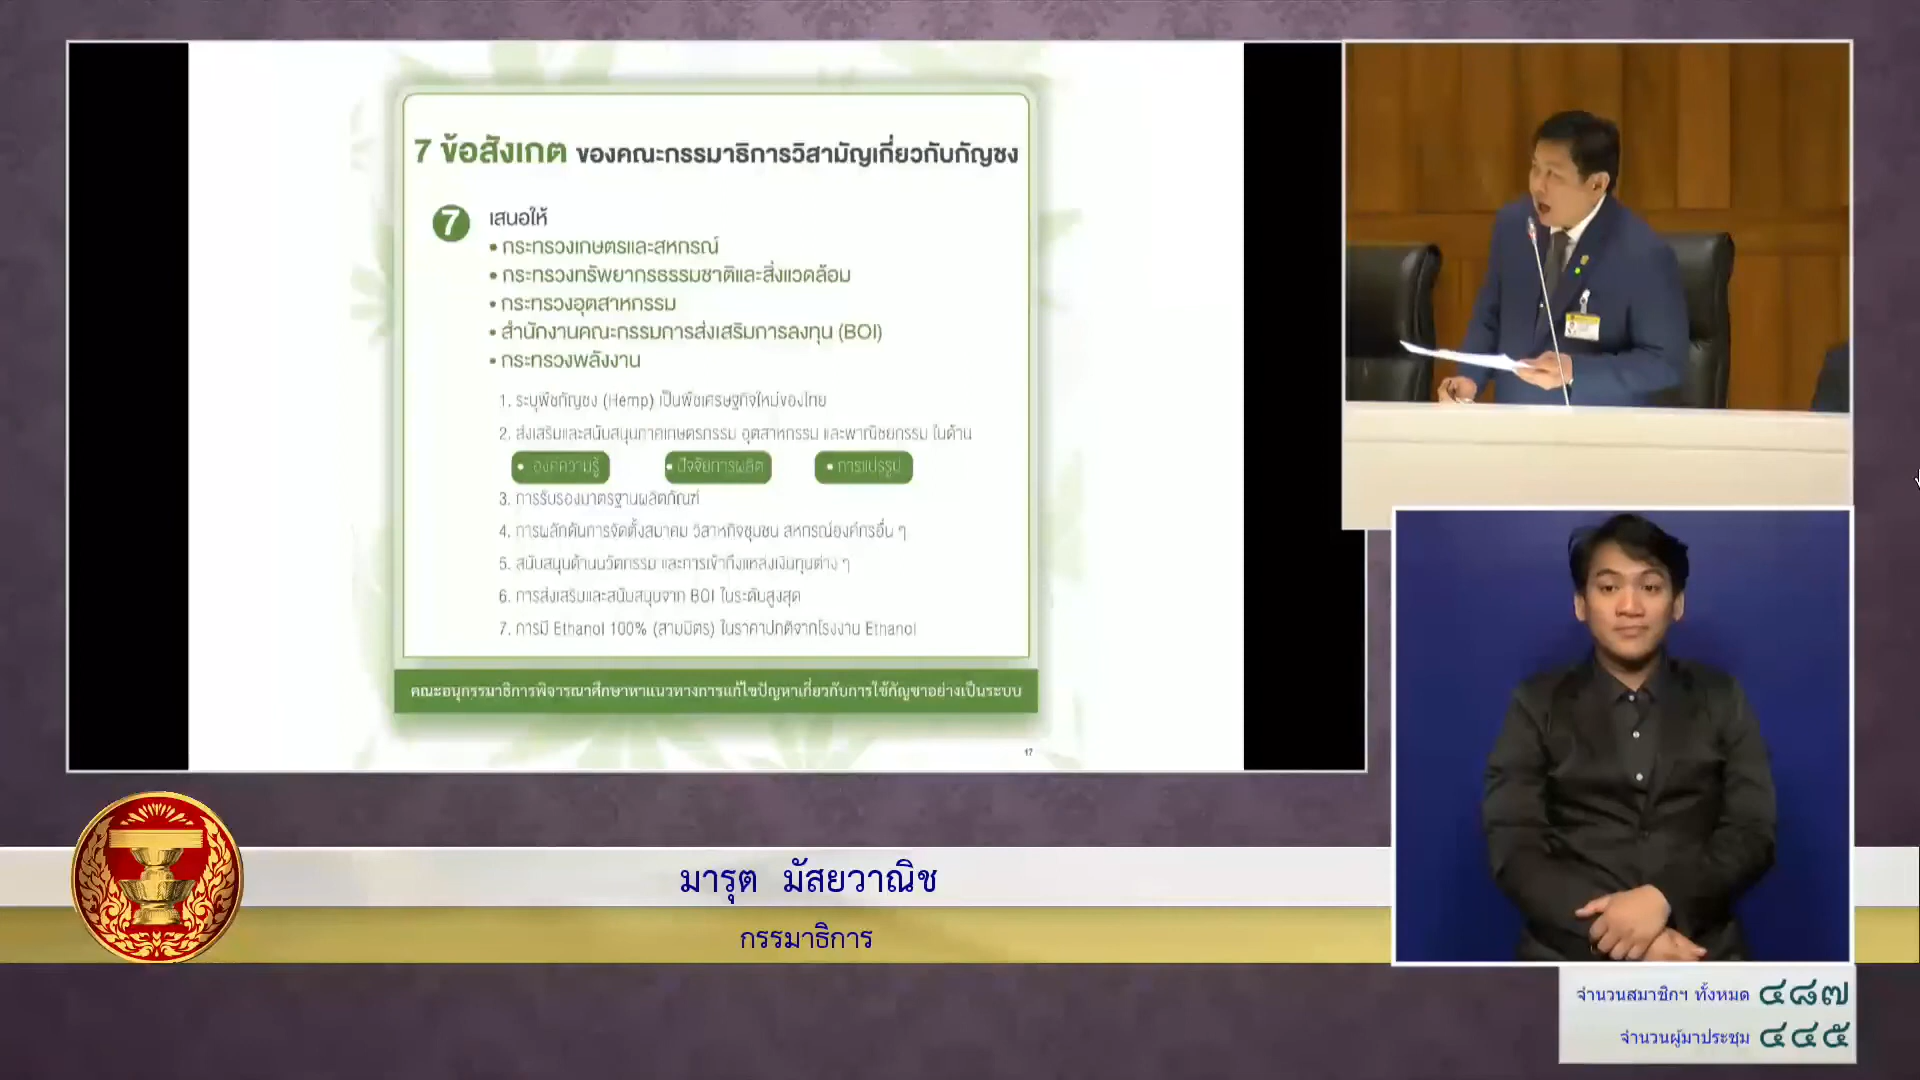 7 ข้อสังเกต ของคณะกรรมาธิการวิสามัญเกี่ยวกับกัญชง
7 เสนอให้
• กระทรวงเกษตรและสหกรณ์
• กระทรวงทรัพยากรธรรมชาติและสิ่งแวดล้อม
• กระทรวงอุตสาหกรรม
• สำนักงานคณะกรรมการส่งเสริมการลงทุน (BOI)
• กระทรวงพลังงาน
1. ระบุพืชกัญชง (Hemp) เป็นพืชเศรษฐกิจใหม่ของไทย
2. ส่งเสริมและสนับสนุนภาคเกษตรกรรม อุตสาหกรรม และพาณิชยกรรม ในด้าน
• องค์ความรู้ • ปัจจัยการผลิต • การแปรรูป
3. การรับรองมาตรฐานผลิตภัณฑ์
4. การผลักดันการจัดตั้งสมาคม วิสาหกิจชุมชน สหกรณ์องค์กรอื่น ๆ
5. สนับสนุนด้านนวัตกรรม และการเข้าถึงแหล่งเงินทุนต่าง ๆ
6. การส่งเสริมและสนับสนุนจาก BOI ในระดับสูงสุด
7. การมี Ethanol 100% (สามมิตร) ในราคาปกติจากโรงงาน Ethanol
คณะอนุกรรมาธิการพิจารณาศึกษาหาแนวทางการแก้ไขปัญหาเกี่ยวกับการใช้กัญชาอย่างเป็นระบบ
17
มารุต มัสยวาณิช
กรรมาธิการ
จำนวนสมาชิกฯ ทั้งหมด ๔๘๗
จำนวนผู้มาประชุม ๔๔๕